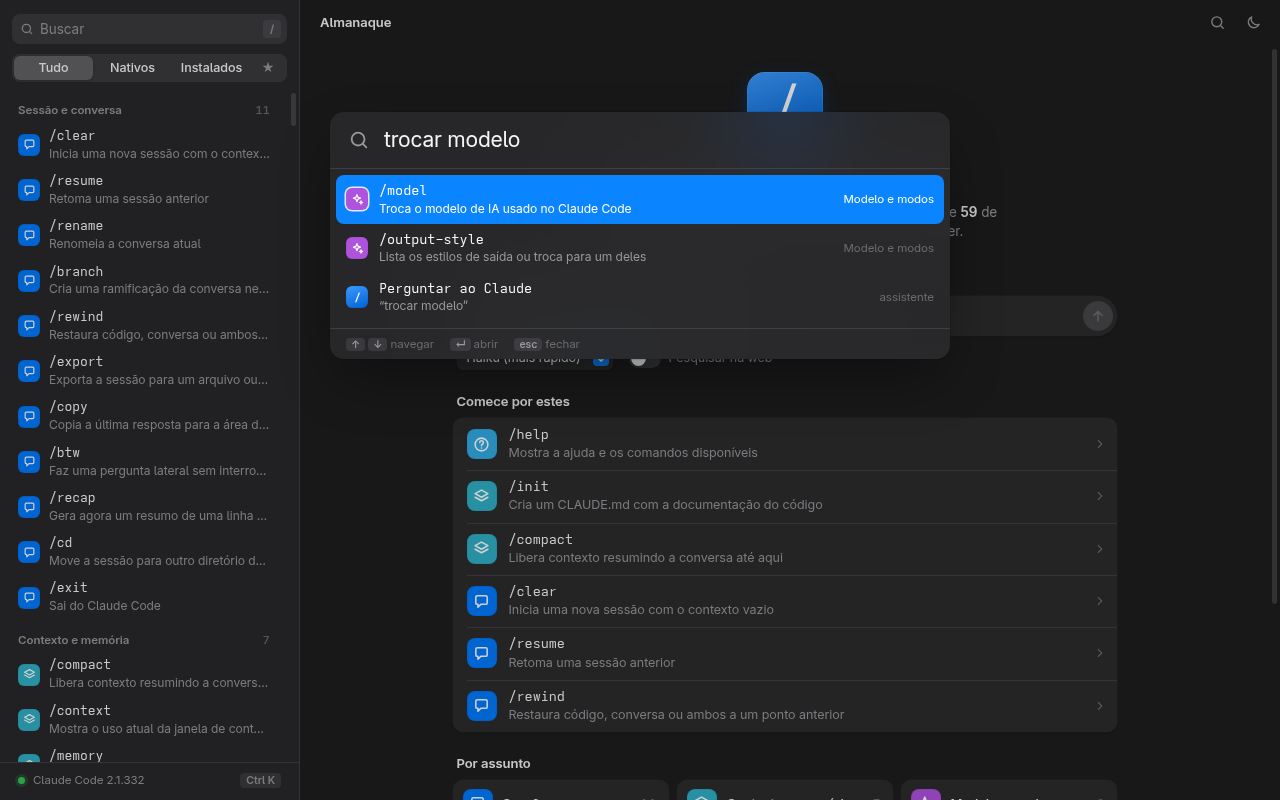 Buscar /
Tudo Nativos Instalados ★
Sessão e conversa 11
/clear
Inicia uma nova sessão com o contex...
/resume
Retoma uma sessão anterior
/rename
Renomeia a conversa atual
/branch
Cria uma ramificação da conversa ne...
/rewind
Restaura código, conversa ou ambos...
/export
Exporta a sessão para um arquivo ou...
/copy
Copia a última resposta para a área d...
/btw
Faz uma pergunta lateral sem interro...
/recap
Gera agora um resumo de uma linha ...
/cd
Move a sessão para outro diretório d...
/exit
Sai do Claude Code
Contexto e memória 7
/compact
Libera contexto resumindo a convers...
/context
Mostra o uso atual da janela de cont...
/memory
Claude Code 2.1.332 Ctrl K
Almanaque
/
trocar modelo
/model
Troca o modelo de IA usado no Claude Code
Modelo e modos
/output-style
Lista os estilos de saída ou troca para um deles
Modelo e modos
Perguntar ao Claude
“trocar modelo”
assistente
↑ ↓ navegar ↵ abrir esc fechar
e 59 de
er.
Comece por estes
/help
Mostra a ajuda e os comandos disponíveis
/init
Cria um CLAUDE.md com a documentação do código
/compact
Libera contexto resumindo a conversa até aqui
/clear
Inicia uma nova sessão com o contexto vazio
/resume
Retoma uma sessão anterior
/rewind
Restaura código, conversa ou ambos a um ponto anterior
Por assunto